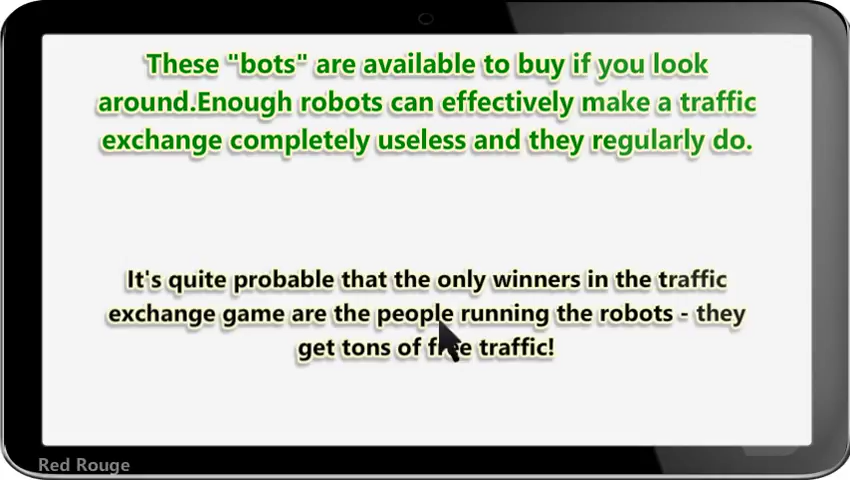 These "bots" are available to buy if you look
around.Enough robots can effectively make a traffic
exchange completely useless and they regularly do.
It's quite probable that the only winners in the traffic
exchange game are the people running the robots - they
get tons of free traffic!
Red Rouge